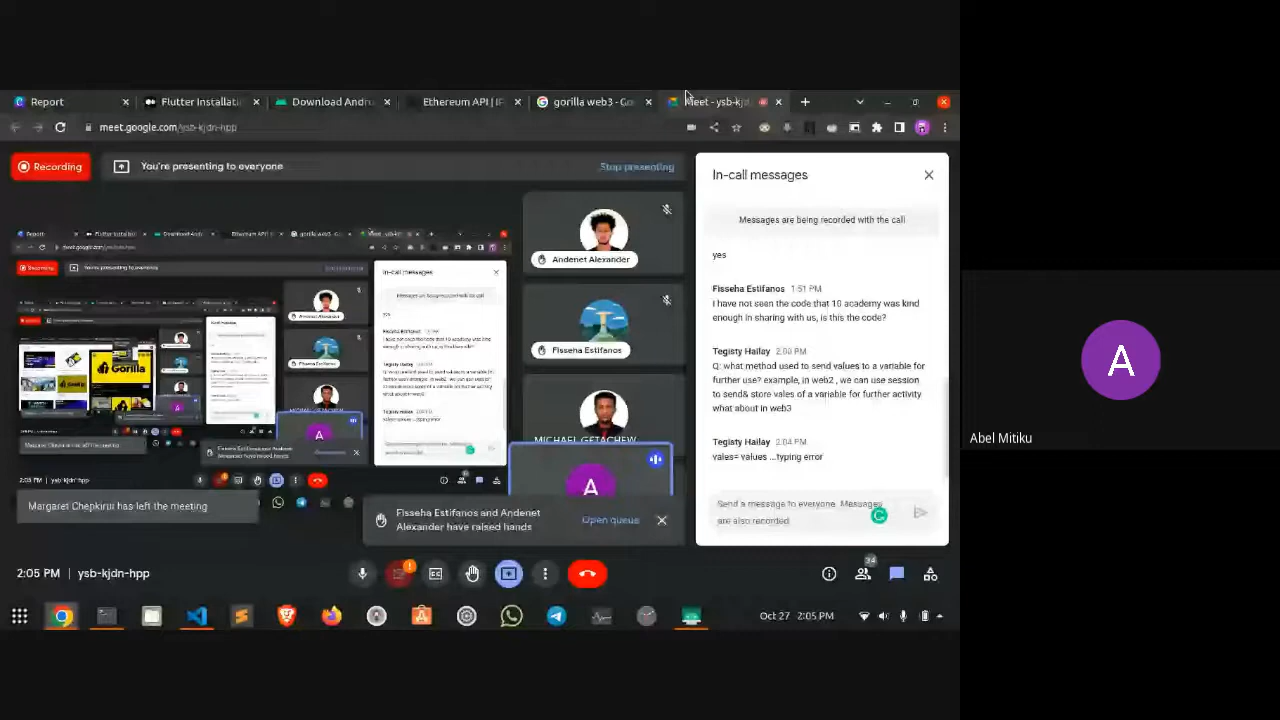 Report
Flutter Installati
Download Andro
Ethereum API | IP
gorilla web3 - Go
Meet - ysb-kjd
meet.google.com/ysb-kjdn-hpp
Recording
You're presenting to everyone
Stop presenting
Andenet Alexander
Fisseha Estifanos
MICHAEL GETACHEW
A
Margaret Chepkirui has left the meeting
Fisseha Estifanos and Andenet
Alexander have raised hands
Open queue
In-call messages
Messages are being recorded with the call
yes
Fisseha Estifanos 1:51 PM
I have not seen the code that 10 academy was kind
enough in sharing with us, is this the code?
Tegisty Hailay 2:00 PM
Q: what method used to send values to a variable for
further use? example, in web2 , we can use session
to send& store vales of a variable for further activity
what about in web3
Tegisty Hailay 2:04 PM
vales= values ...typing error
Send a message to everyone. Messages
are also recorded
2:05 PM | ysb-kjdn-hpp
34
Oct 27 2:05 PM
A
Abel Mitiku